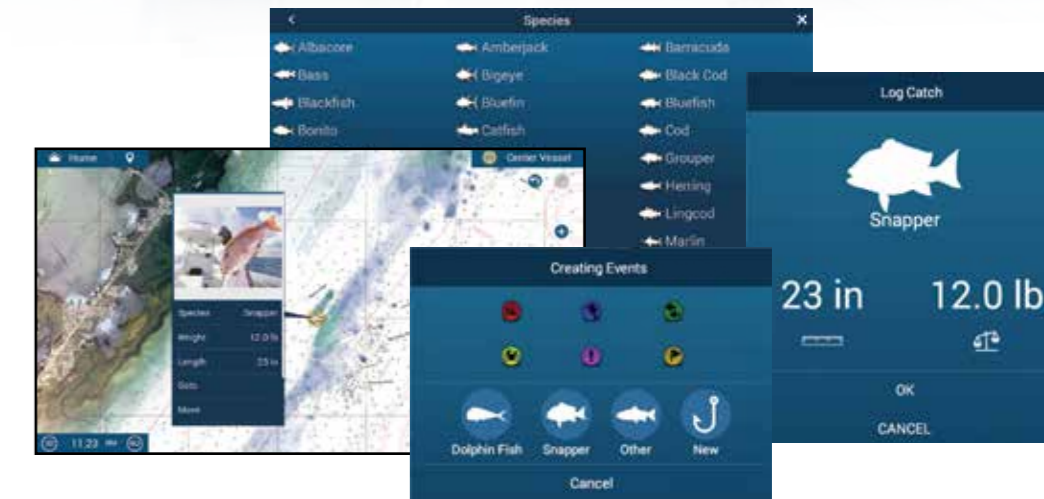 Species
Albacore
Amberjack
Barracuda
Bass
Bigeye
Black Cod
Blackfish
Bluefin
Bluefish
Bonito
Catfish
Cod
Grouper
Herring
Lingcod
Marlin
Home
Center Vessel
Species Snapper
Weight 12.0 lb
Length 23 in
Goto
Move
11.23
Creating Events
Dolphin Fish
Snapper
Other
New
Cancel
Log Catch
Snapper
23 in
12.0 lb
OK
CANCEL